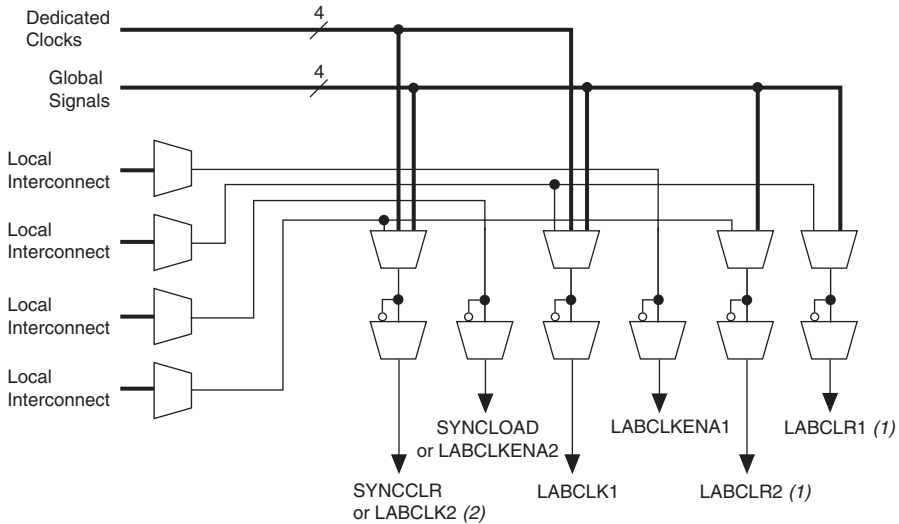 Dedicated
Clocks
4
Global
Signals
4
Local
Interconnect
Local
Interconnect
Local
Interconnect
Local
Interconnect
SYNCLOAD
or LABCLKENA2
LABCLKENA1
LABCLR1 (1)
SYNCCLR
or LABCLK2 (2)
LABCLK1
LABCLR2 (1)